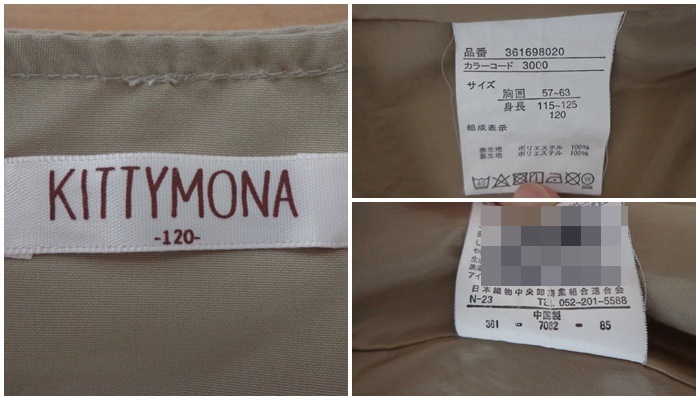 KITTYMONA
-120-
品番 361698020
カラーコード 3000
サイズ
胸囲 57-63
身長 115-125
120
組成表示
表生地 ポリエステル 100%
裏生地 ポリエステル 100%
40
W
日本織物中央卸商業組合連合会
N-23 TEL 052-201-5588
中国製
361 - 7082 - 85